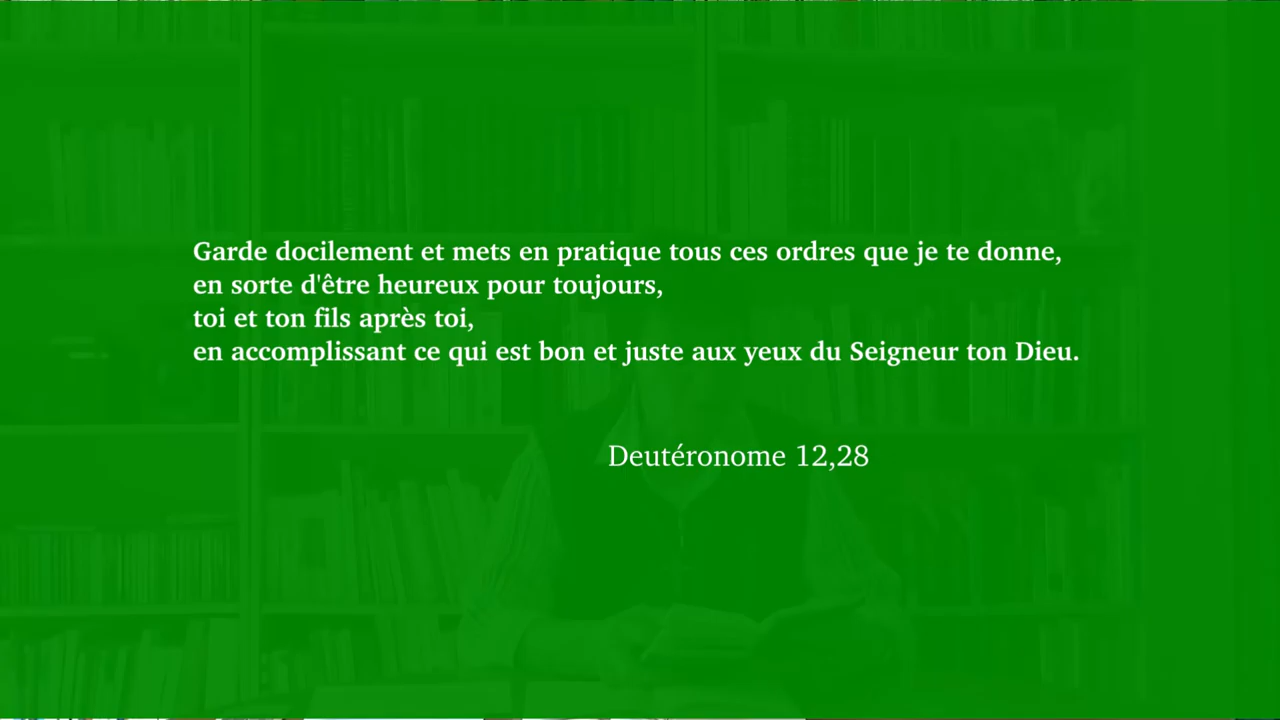 Garde docilement et mets en pratique tous ces ordres que je te donne,
en sorte d'être heureux pour toujours,
toi et ton fils après toi,
en accomplissant ce qui est bon et juste aux yeux du Seigneur ton Dieu.
Deutéronome 12,28